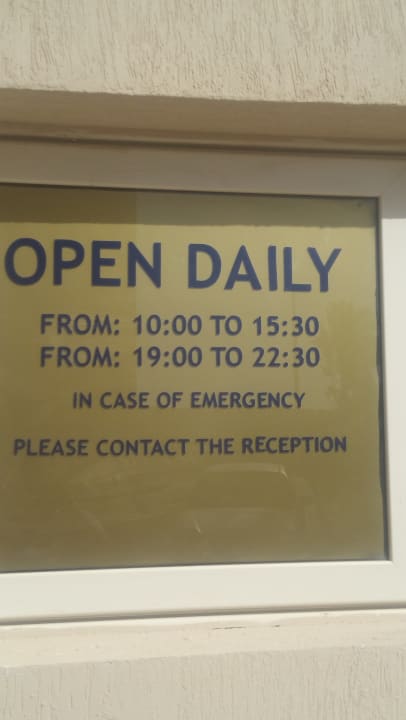 OPEN DAILY
FROM: 10:00 TO 15:30
FROM: 19:00 TO 22:30
IN CASE OF EMERGENCY
PLEASE CONTACT THE RECEPTION